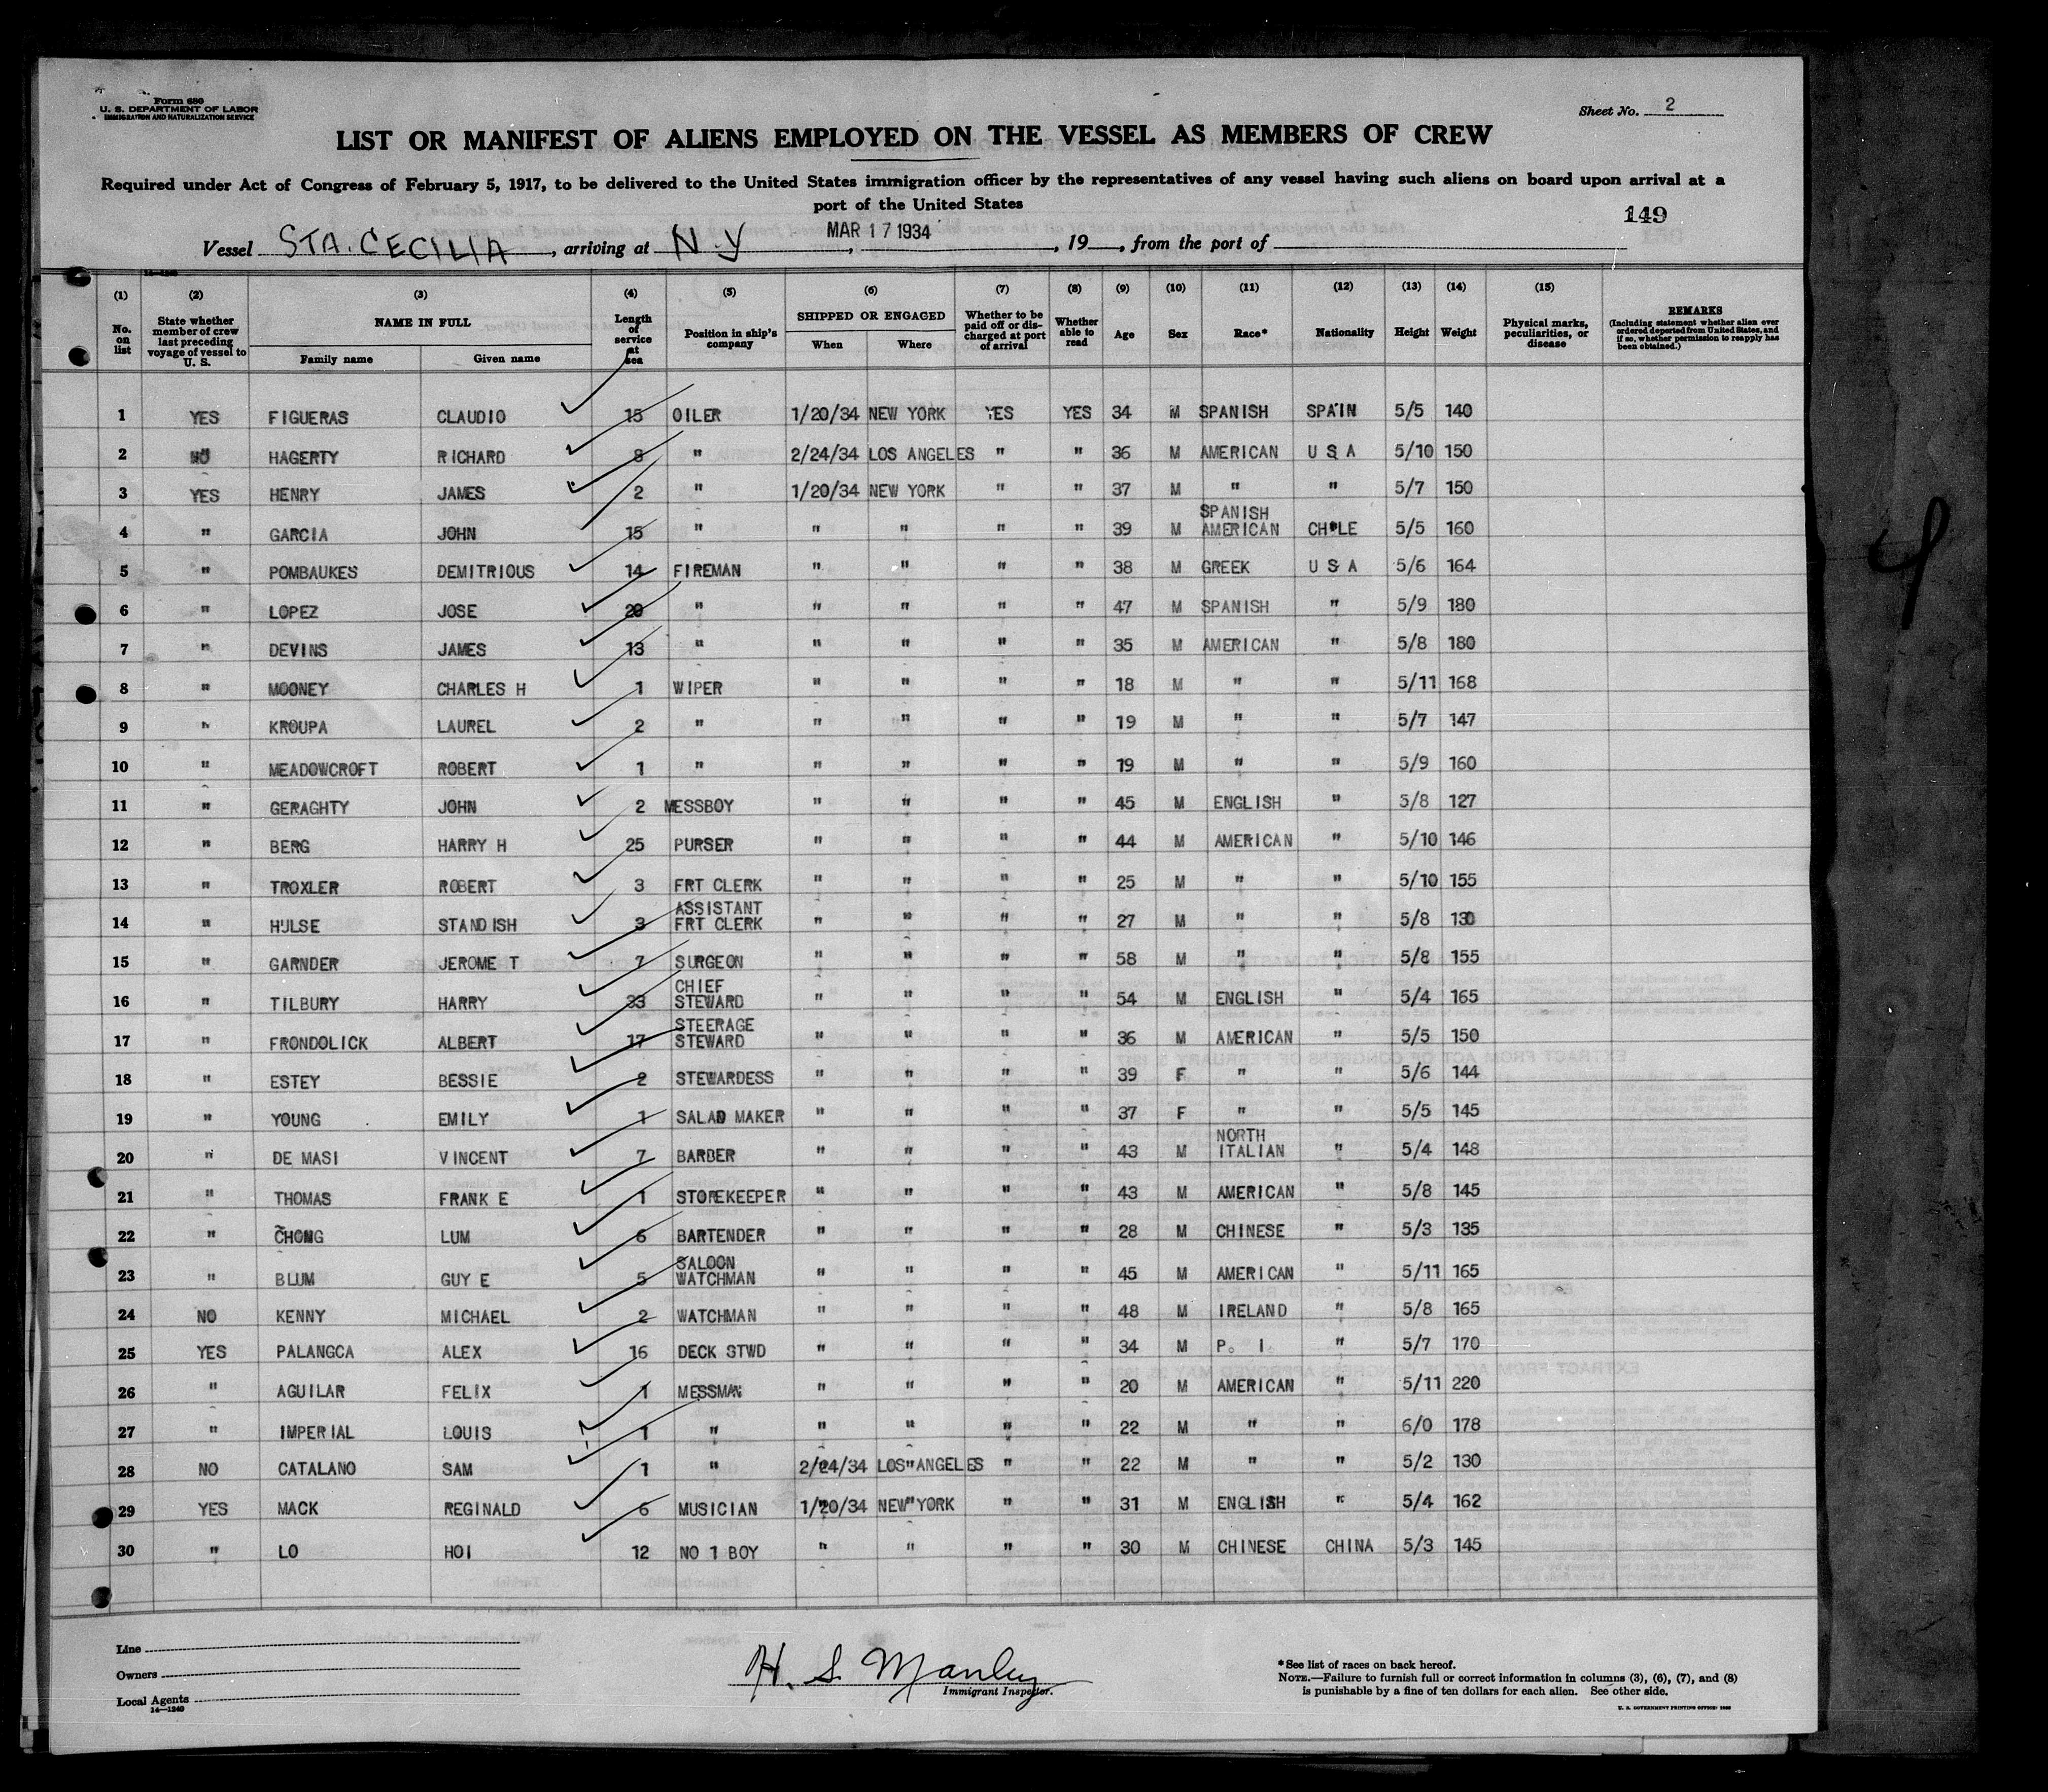 Form 680
U. S. DEPARTMENT OF LABOR
IMMIGRATION AND NATURALIZATION SERVICE
Sheet No. 2
LIST OR MANIFEST OF ALIENS EMPLOYED ON THE VESSEL AS MEMBERS OF CREW
Required under Act of Congress of February 5, 1917, to be delivered to the United States immigration officer by the representatives of any vessel having such aliens on board upon arrival at a
port of the United States
149
Vessel STA. CECILIA, arriving at N.Y, MAR 17 1934, 19, from the port of
(1) (2) (3) (4) (5) (6) (7) (8) (9) (10) (11) (12) (13) (14) (15)
No. on list | State whether member of crew last preceding voyage of vessel to U. S. | NAME IN FULL Family name Given name | Length of service at sea | Position in ship's company | SHIPPED OR ENGAGED When Where | Whether to be paid off or discharged at port of arrival | Whether able to read | Age | Sex | Race* | Nationality | Height | Weight | Physical marks, peculiarities, or disease | REMARKS (Including statement whether alien ever ordered deported from United States, and if so, whether permission to reapply has been obtained.)
1 YES FIGUERAS CLAUDIO 15 OILER 1/20/34 NEW YORK YES YES 34 M SPANISH SPAIN 5/5 140
2 NO HAGERTY RICHARD 8 " 2/24/34 LOS ANGELES " " 36 M AMERICAN U S A 5/10 150
3 YES HENRY JAMES 2 " 1/20/34 NEW YORK " " 37 M " " 5/7 150
4 " GARCIA JOHN 15 " " " " " 39 M SPANISH AMERICAN CHILE 5/5 160
5 " POMBAUKES DEMITRIOUS 14 FIREMAN " " " " 38 M GREEK U S A 5/6 164
6 " LOPEZ JOSE 20 " " " " " 47 M SPANISH " 5/9 180
7 " DEVINS JAMES 13 " " " " " 35 M AMERICAN " 5/8 180
8 " MOONEY CHARLES H 1 WIPER " " " " 18 M " " 5/11 168
9 " KROUPA LAUREL 2 " " " " " 19 M " " 5/7 147
10 " MEADOWCROFT ROBERT 1 " " " " " 19 M " " 5/9 160
11 " GERAGHTY JOHN 2 MESSBOY " " " " 45 M ENGLISH " 5/8 127
12 " BERG HARRY H 25 PURSER " " " " 44 M AMERICAN " 5/10 146
13 " TROXLER ROBERT 3 FRT CLERK " " " " 25 M " " 5/10 155
14 " HULSE STANDISH 3 ASSISTANT FRT CLERK " " " " 27 M " " 5/8 130
15 " GARNDER JEROME T 7 SURGEON " " " " 58 M " " 5/8 155
16 " TILBURY HARRY 33 CHIEF STEWARD " " " " 54 M ENGLISH " 5/4 165
17 " FRONDOLICK ALBERT 17 STEERAGE STEWARD " " " " 36 M AMERICAN " 5/5 150
18 " ESTEY BESSIE 2 STEWARDESS " " " " 39 F " " 5/6 144
19 " YOUNG EMILY 1 SALAD MAKER " " " " 37 F " " 5/5 145
20 " DE MASI VINCENT 7 BARBER " " " " 43 M NORTH ITALIAN " 5/4 148
21 " THOMAS FRANK E 1 STOREKEEPER " " " " 43 M AMERICAN " 5/8 145
22 " CHONG LUM 6 BARTENDER " " " " 28 M CHINESE " 5/3 135
23 " BLUM GUY E 5 SALOON WATCHMAN " " " " 45 M AMERICAN " 5/11 165
24 NO KENNY MICHAEL 2 WATCHMAN " " " " 48 M IRELAND " 5/8 165
25 YES PALANGCA ALEX 16 DECK STWD " " " " 34 M P. I. " 5/7 170
26 " AGUILAR FELIX 1 MESSMAN " " " " 20 M AMERICAN " 5/11 220
27 " IMPERIAL LOUIS 1 " " " " " 22 M " " 6/0 178
28 NO CATALANO SAM 1 " 2/24/34 LOS ANGELES " " 22 M " " 5/2 130
29 YES MACK REGINALD 6 MUSICIAN 1/20/34 NEW YORK " " 31 M ENGLISH " 5/4 162
30 " LO HOI 12 NO 1 BOY " " " " 30 M CHINESE CHINA 5/3 145
Line
Owners
Local Agents
14—1240
H. S. Manley
Immigrant Inspector.
*See list of races on back hereof.
NOTE.—Failure to furnish full or correct information in columns (3), (6), (7), and (8)
is punishable by a fine of ten dollars for each alien. See other side.